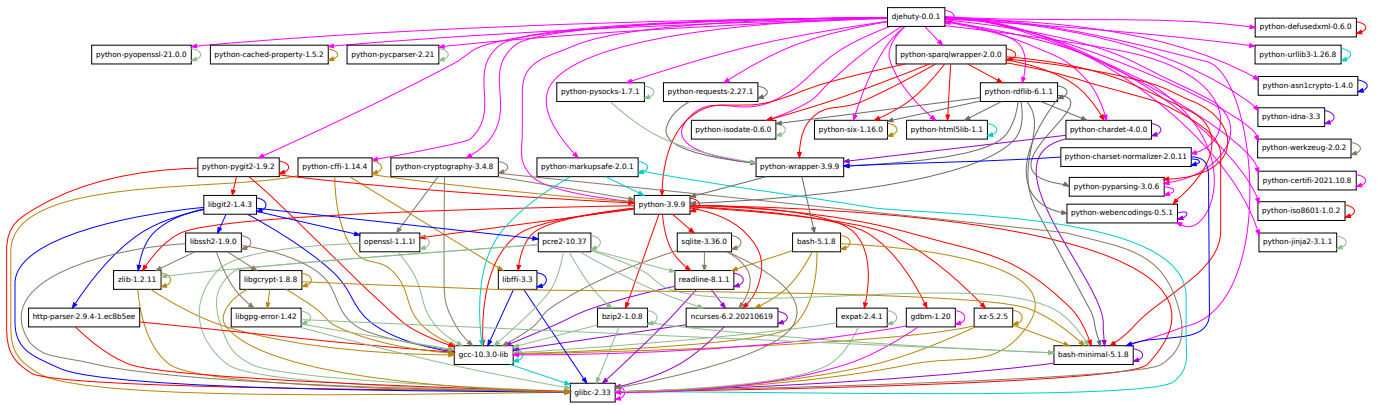 djehuty-0.0.1
python-defusedxml-0.6.0
python-pyopenssl-21.0.0
python-cached-property-1.5.2
python-pycparser-2.21
python-sparqlwrapper-2.0.0
python-urllib3-1.26.8
python-pysocks-1.7.1
python-requests-2.27.1
python-rdflib-6.1.1
python-asn1crypto-1.4.0
python-isodate-0.6.0
python-six-1.16.0
python-html5lib-1.1
python-chardet-4.0.0
python-idna-3.3
python-werkzeug-2.0.2
python-pygit2-1.9.2
python-cffi-1.14.4
python-cryptography-3.4.8
python-markupsafe-2.0.1
python-wrapper-3.9.9
python-charset-normalizer-2.0.11
python-pyparsing-3.0.6
python-certifi-2021.10.8
libgit2-1.4.3
python-3.9.9
python-webencodings-0.5.1
python-iso8601-1.0.2
libssh2-1.9.0
openssl-1.1.1l
pcre2-10.37
sqlite-3.36.0
bash-5.1.8
python-jinja2-3.1.1
zlib-1.2.11
libgcrypt-1.8.8
libffi-3.3
readline-8.1.1
http-parser-2.9.4-1.ec8b5ee
libgpg-error-1.42
bzip2-1.0.8
ncurses-6.2.20210619
expat-2.4.1
gdbm-1.20
xz-5.2.5
gcc-10.3.0-lib
bash-minimal-5.1.8
glibc-2.33